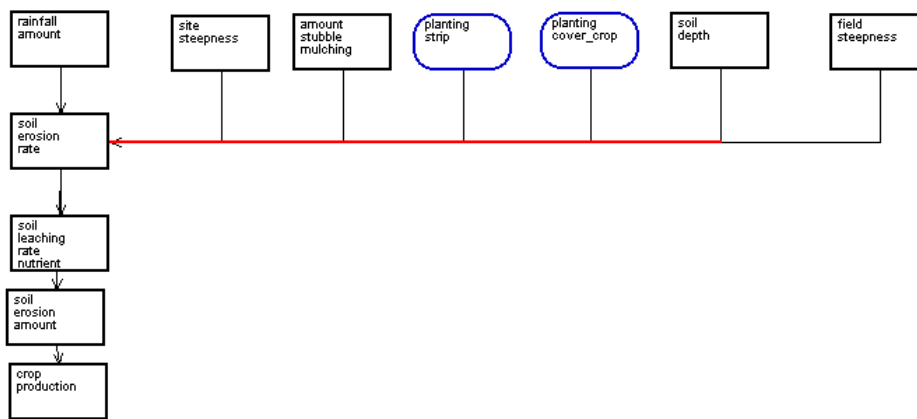 rainfall
amount
site
steepness
amount
stubble
mulching
planting
strip
planting
cover_crop
soil
depth
field
steepness
soil
erosion
rate
soil
leaching
rate
nutrient
soil
erosion
amount
crop
production